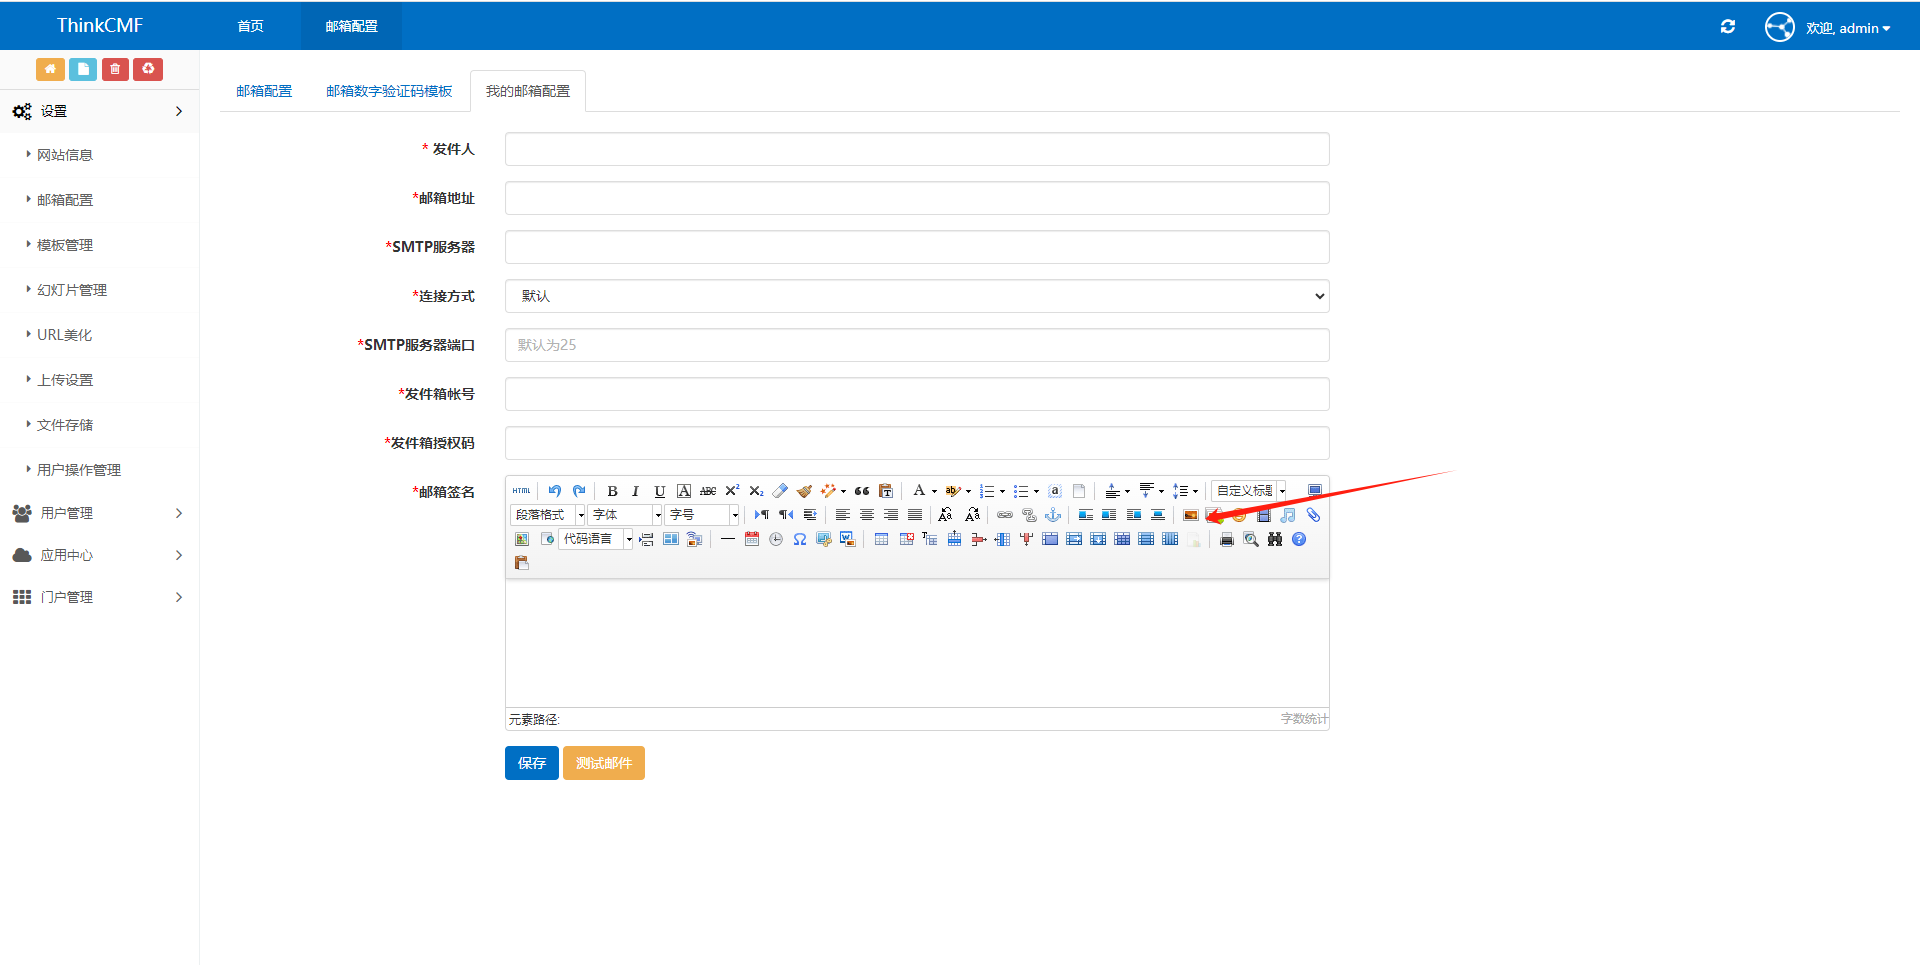 ThinkCMF
首页
邮箱配置
欢迎, admin
邮箱配置
邮箱数字验证码模板
我的邮箱配置
设置
网站信息
邮箱配置
模板管理
幻灯片管理
URL美化
上传设置
文件存储
用户操作管理
用户管理
应用中心
门户管理
* 发件人
*邮箱地址
*SMTP服务器
*连接方式
默认
*SMTP服务器端口
默认为25
*发件箱帐号
*发件箱授权码
*邮箱签名
HTML
自定义标题
段落格式
字体
字号
代码语言
元素路径:
字数统计
保存
测试邮件